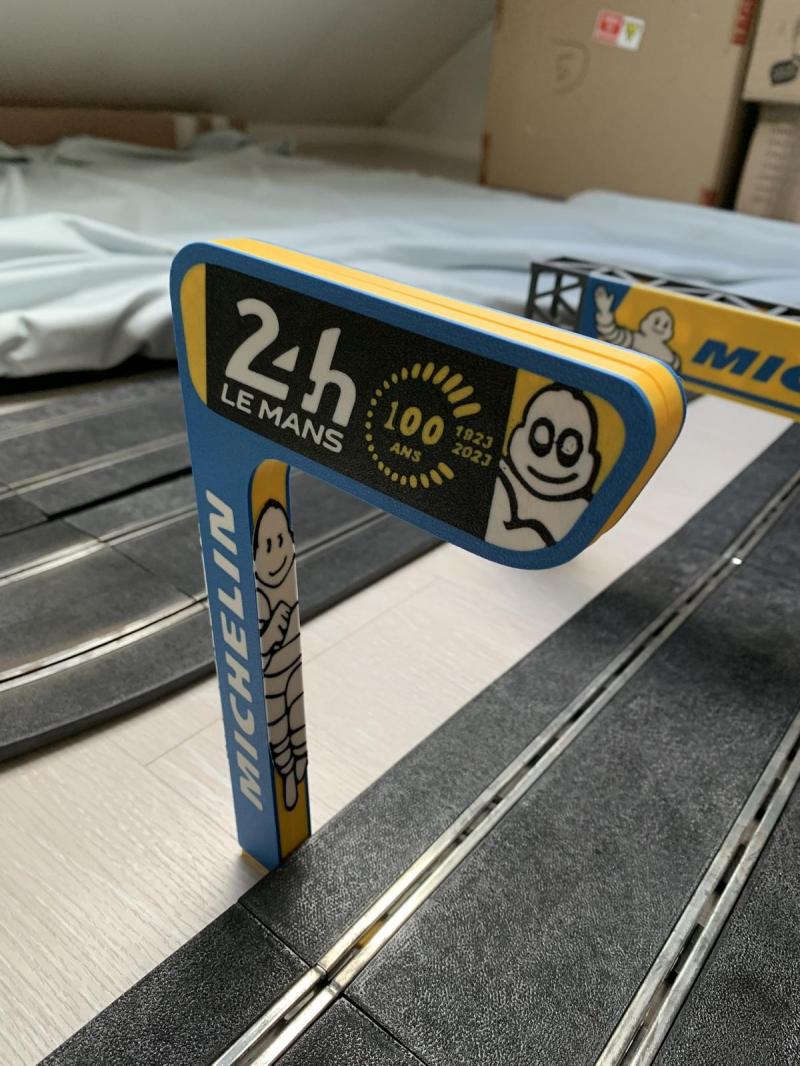 24h
LE MANS
100
ANS
1923
2023
MICHELIN
MIC